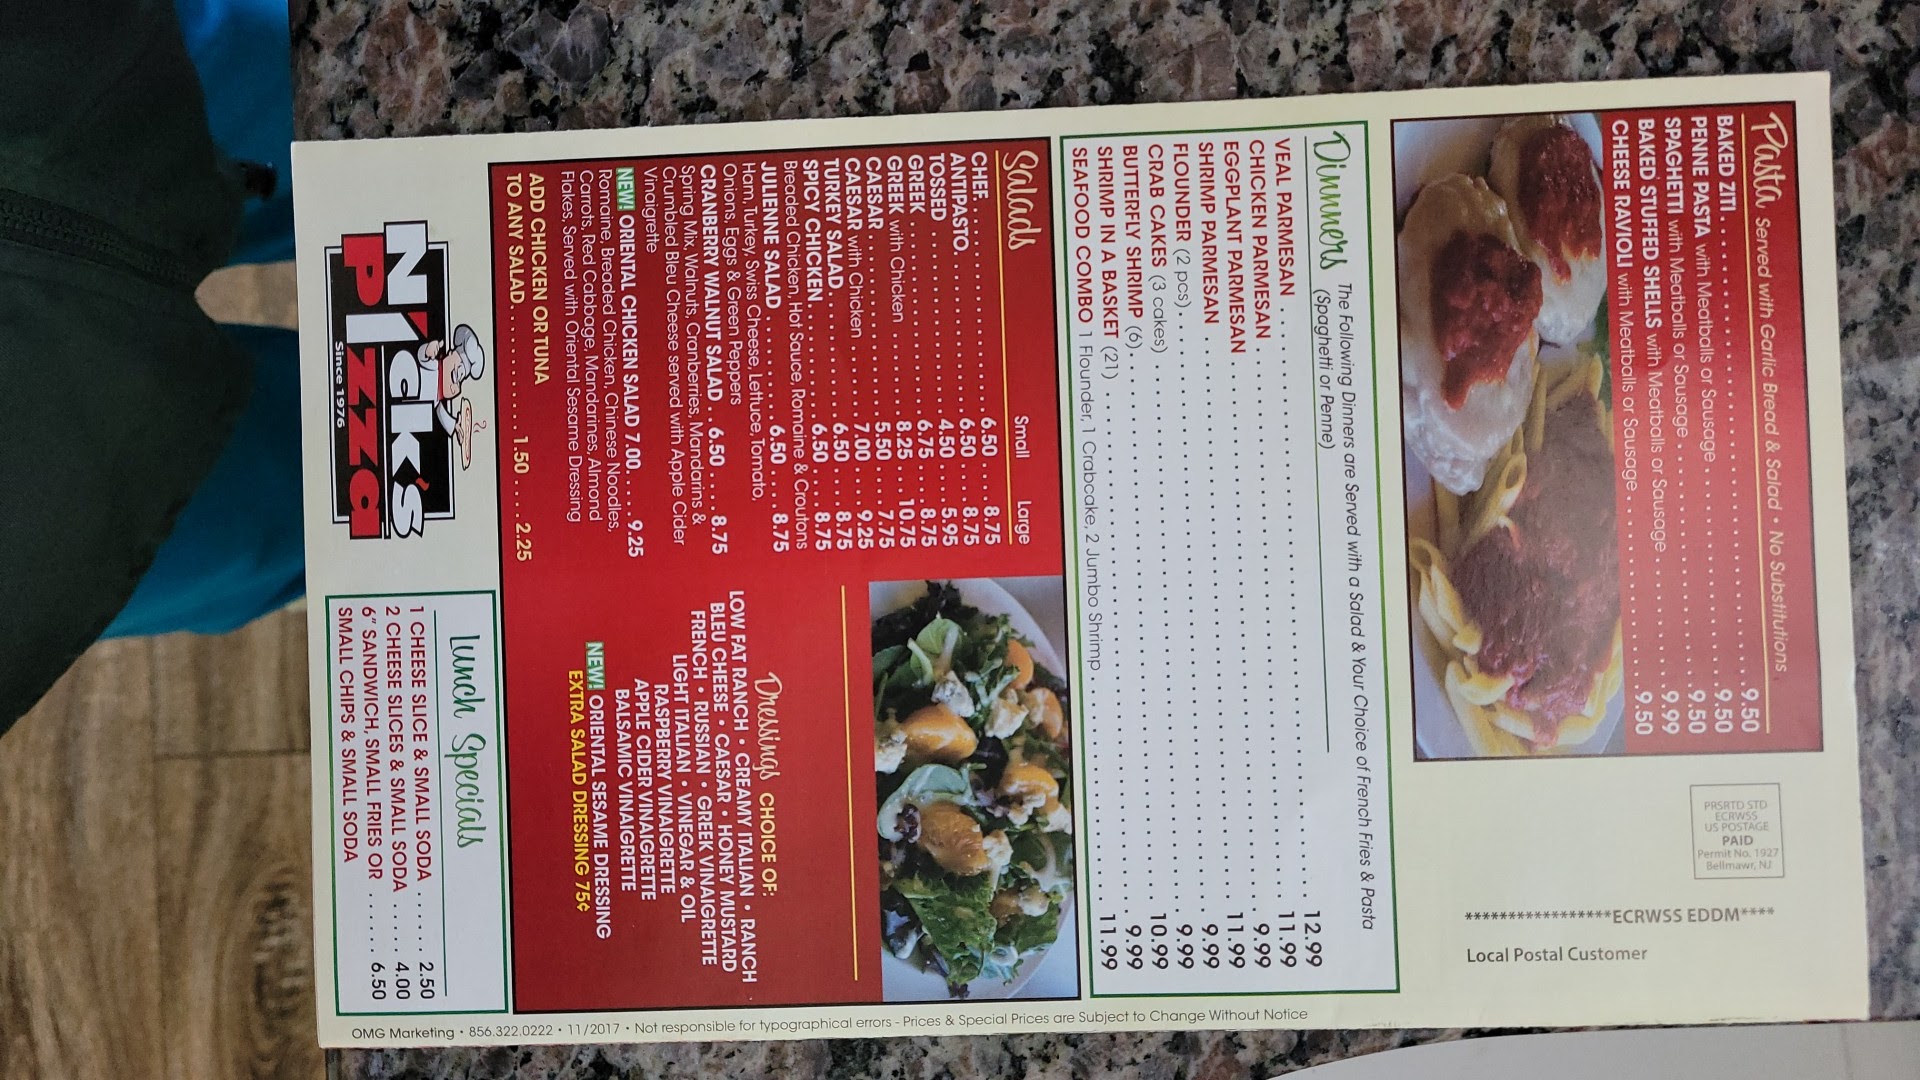 Pasta Served with Garlic Bread & Salad • No Substitutions
BAKED ZITI . . . . . . . . . 9.50
PENNE PASTA with Meatballs or Sausage . . . . . . . . . 9.50
SPAGHETTI with Meatballs or Sausage . . . . . . . . . 9.50
BAKED STUFFED SHELLS with Meatballs or Sausage . . . . . . . . . 9.99
CHEESE RAVIOLI with Meatballs or Sausage . . . . . . . . . 9.50
PRSRTD STD
ECRWSS
US POSTAGE
PAID
Permit No. 1927
Bellmawr, NJ
*****************ECRWSS EDDM****
Local Postal Customer
Dinners The Following Dinners are Served with a Salad & Your Choice of French Fries & Pasta
(Spaghetti or Penne)
VEAL PARMESAN . . . . . . . . . 12.99
CHICKEN PARMESAN . . . . . . . . . 11.99
EGGPLANT PARMESAN . . . . . . . . . 9.99
SHRIMP PARMESAN . . . . . . . . . 11.99
FLOUNDER (2 pcs) . . . . . . . . . 9.99
CRAB CAKES (3 cakes) . . . . . . . . . 9.99
BUTTERFLY SHRIMP (6) . . . . . . . . . 10.99
SHRIMP IN A BASKET (21) . . . . . . . . . 9.99
SEAFOOD COMBO 1 Flounder, 1 Crabcake, 2 Jumbo Shrimp . . . . . . . . . 11.99
Salads Small Large
CHEF . . . . . . . . . 6.50 . . . 8.75
ANTIPASTO . . . . . . . . . 6.50 . . . 8.75
TOSSED . . . . . . . . . 4.50 . . . 5.95
GREEK . . . . . . . . . 6.75 . . . 8.75
GREEK with Chicken . . . . . . . . . 8.25 . . . 10.75
CAESAR . . . . . . . . . 5.50 . . . 7.75
CAESAR with Chicken . . . . . . . . . 7.00 . . . 9.25
TURKEY SALAD . . . . . . . . . 6.50 . . . 8.75
SPICY CHICKEN . . . . . . . . . 6.50 . . . 8.75
Breaded Chicken, Hot Sauce, Romaine & Croutons
JULIENNE SALAD . . . . . . . . . 6.50 . . . 8.75
Ham, Turkey, Swiss Cheese, Lettuce, Tomato,
Onions, Eggs & Green Peppers
CRANBERRY WALNUT SALAD . . 6.50 . . . . 8.75
Spring Mix, Walnuts, Cranberries, Mandarins &
Crumbled Bleu Cheese served with Apple Cider
Vinaigrette
NEW! ORIENTAL CHICKEN SALAD 7.00 . . . . 9.25
Romaine, Breaded Chicken, Chinese Noodles,
Carrots, Red Cabbage, Mandarines, Almond
Flakes, Served with Oriental Sesame Dressing
ADD CHICKEN OR TUNA
TO ANY SALAD . . . . . . . . . 1.50 . . . . 2.25
Dressings CHOICE OF:
LOW FAT RANCH • CREAMY ITALIAN • RANCH
BLEU CHEESE • CAESAR • HONEY MUSTARD
FRENCH • RUSSIAN • GREEK VINAIGRETTE
LIGHT ITALIAN • VINEGAR & OIL
RASPBERRY VINAIGRETTE
APPLE CIDER VINAIGRETTE
BALSAMIC VINAIGRETTE
NEW! ORIENTAL SESAME DRESSING
EXTRA SALAD DRESSING 75¢
Nick's
Pizza
Since 1976
Lunch Specials
1 CHEESE SLICE & SMALL SODA . . . . . . 2.50
2 CHEESE SLICES & SMALL SODA . . . . . 4.00
6" SANDWICH, SMALL FRIES OR . . . . . . . 6.50
SMALL CHIPS & SMALL SODA
OMG Marketing • 856.322.0222 • 11/2017 • Not responsible for typographical errors - Prices & Special Prices are Subject to Change Without Notice